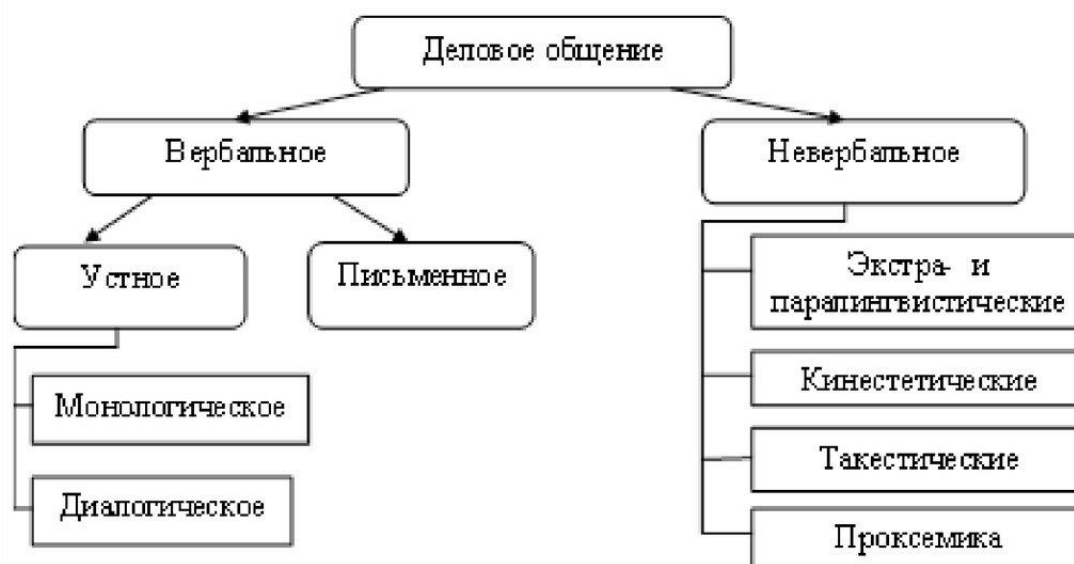 Деловое общение
Вербальное
Невербальное
Устное
Письменное
Экстра- и
паралингвистические
Кинестетические
Монологическое
Такестические
Диалогическое
Проксемика